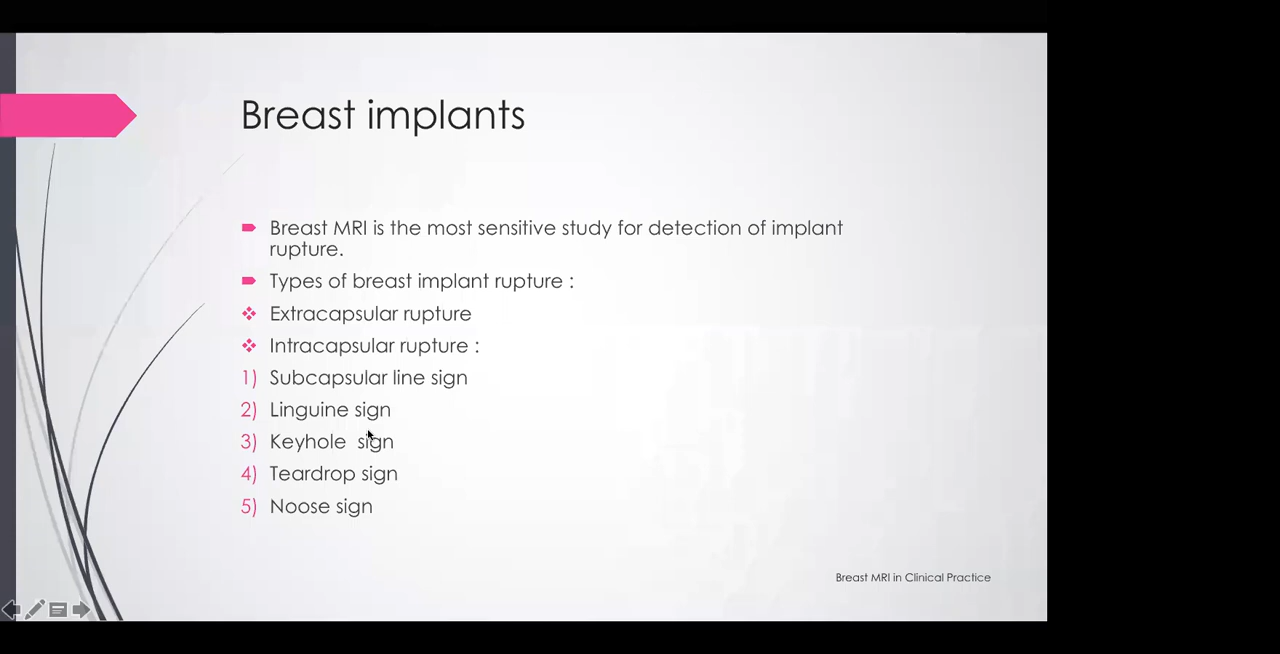 Breast implants
Breast MRI is the most sensitive study for detection of implant
rupture.
Types of breast implant rupture :
Extracapsular rupture
Intracapsular rupture :
1) Subcapsular line sign
2) Linguine sign
3) Keyhole  sign
4) Teardrop sign
5) Noose sign
Breast MRI in Clinical Practice